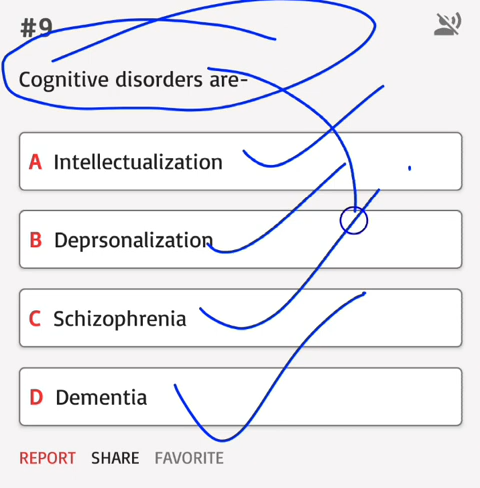 #9
Cognitive disorders are-
A Intellectualization
B Deprsonalization
C Schizophrenia
D Dementia
REPORT SHARE FAVORITE